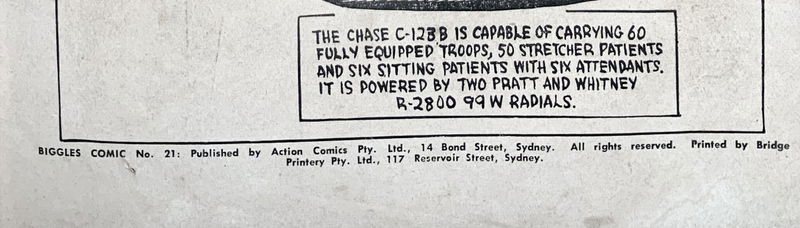 THE CHASE C-123B IS CAPABLE OF CARRYING 60
FULLY EQUIPPED TROOPS, 50 STRETCHER PATIENTS
AND SIX SITTING PATIENTS WITH SIX ATTENDANTS.
IT IS POWERED BY TWO PRATT AND WHITNEY
R-2800 99W RADIALS.
BIGGLES COMIC No. 21: Published by Action Comics Pty. Ltd., 14 Bond Street, Sydney. All rights reserved. Printed by Bridge
Printery Pty. Ltd., 117 Reservoir Street, Sydney.